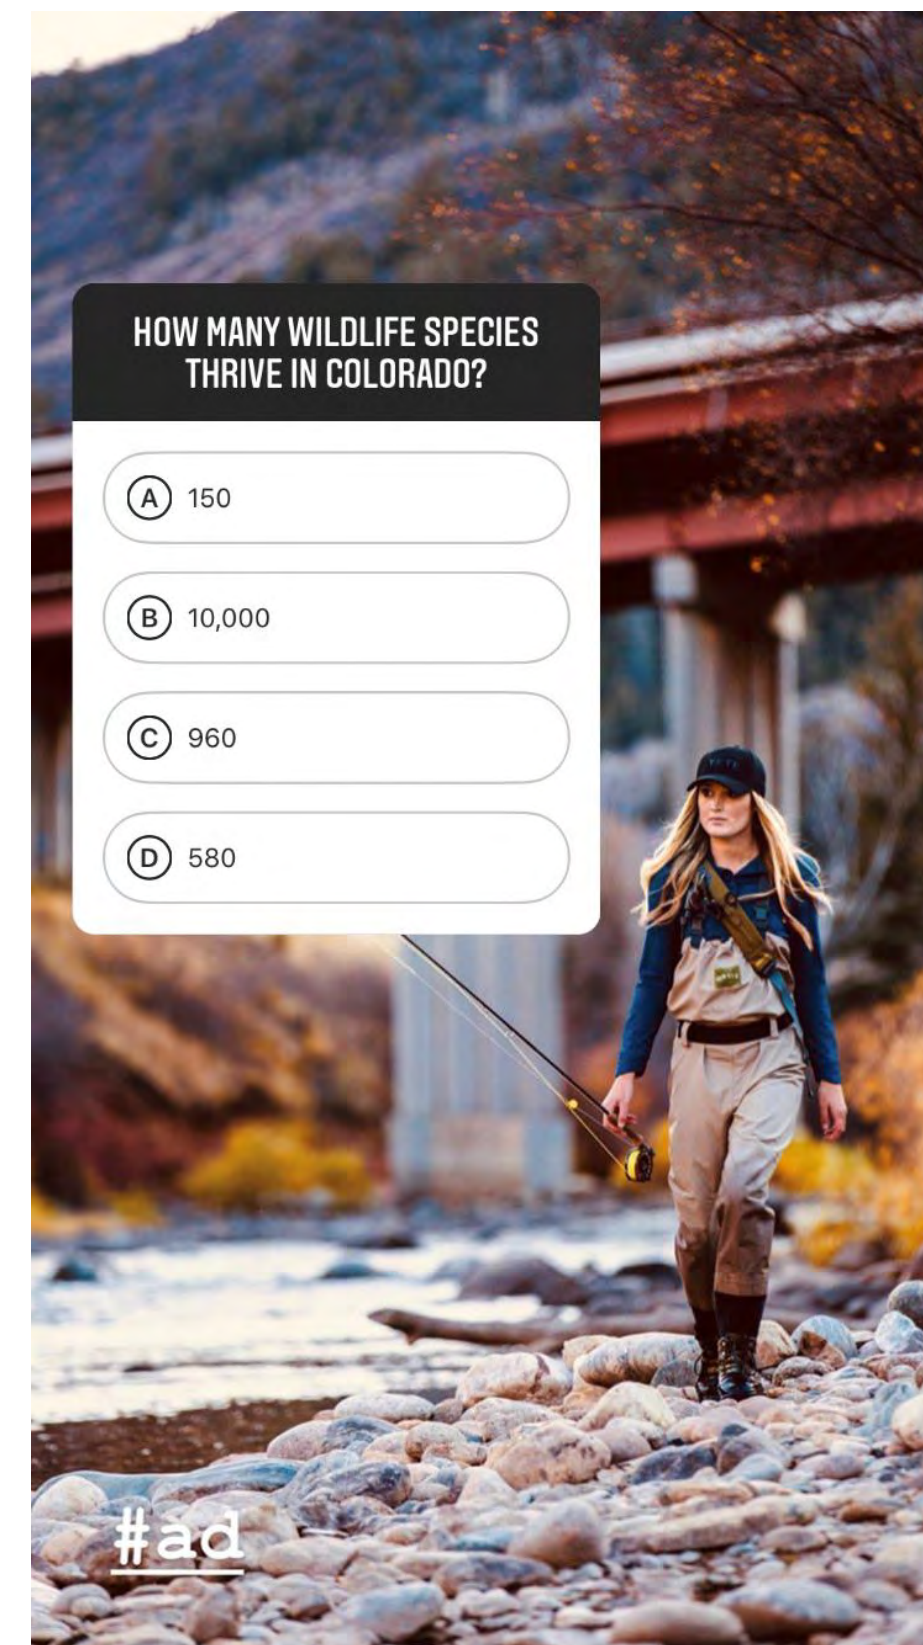 HOW MANY WILDLIFE SPECIES
THRIVE IN COLORADO?
A 150
B 10,000
C 960
D 580
#ad